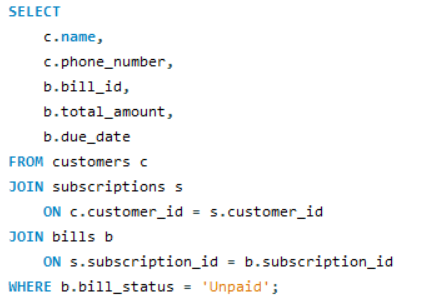 SELECT
    c.name,
    c.phone_number,
    b.bill_id,
    b.total_amount,
    b.due_date
FROM customers c
JOIN subscriptions s
    ON c.customer_id = s.customer_id
JOIN bills b
    ON s.subscription_id = b.subscription_id
WHERE b.bill_status = 'Unpaid';